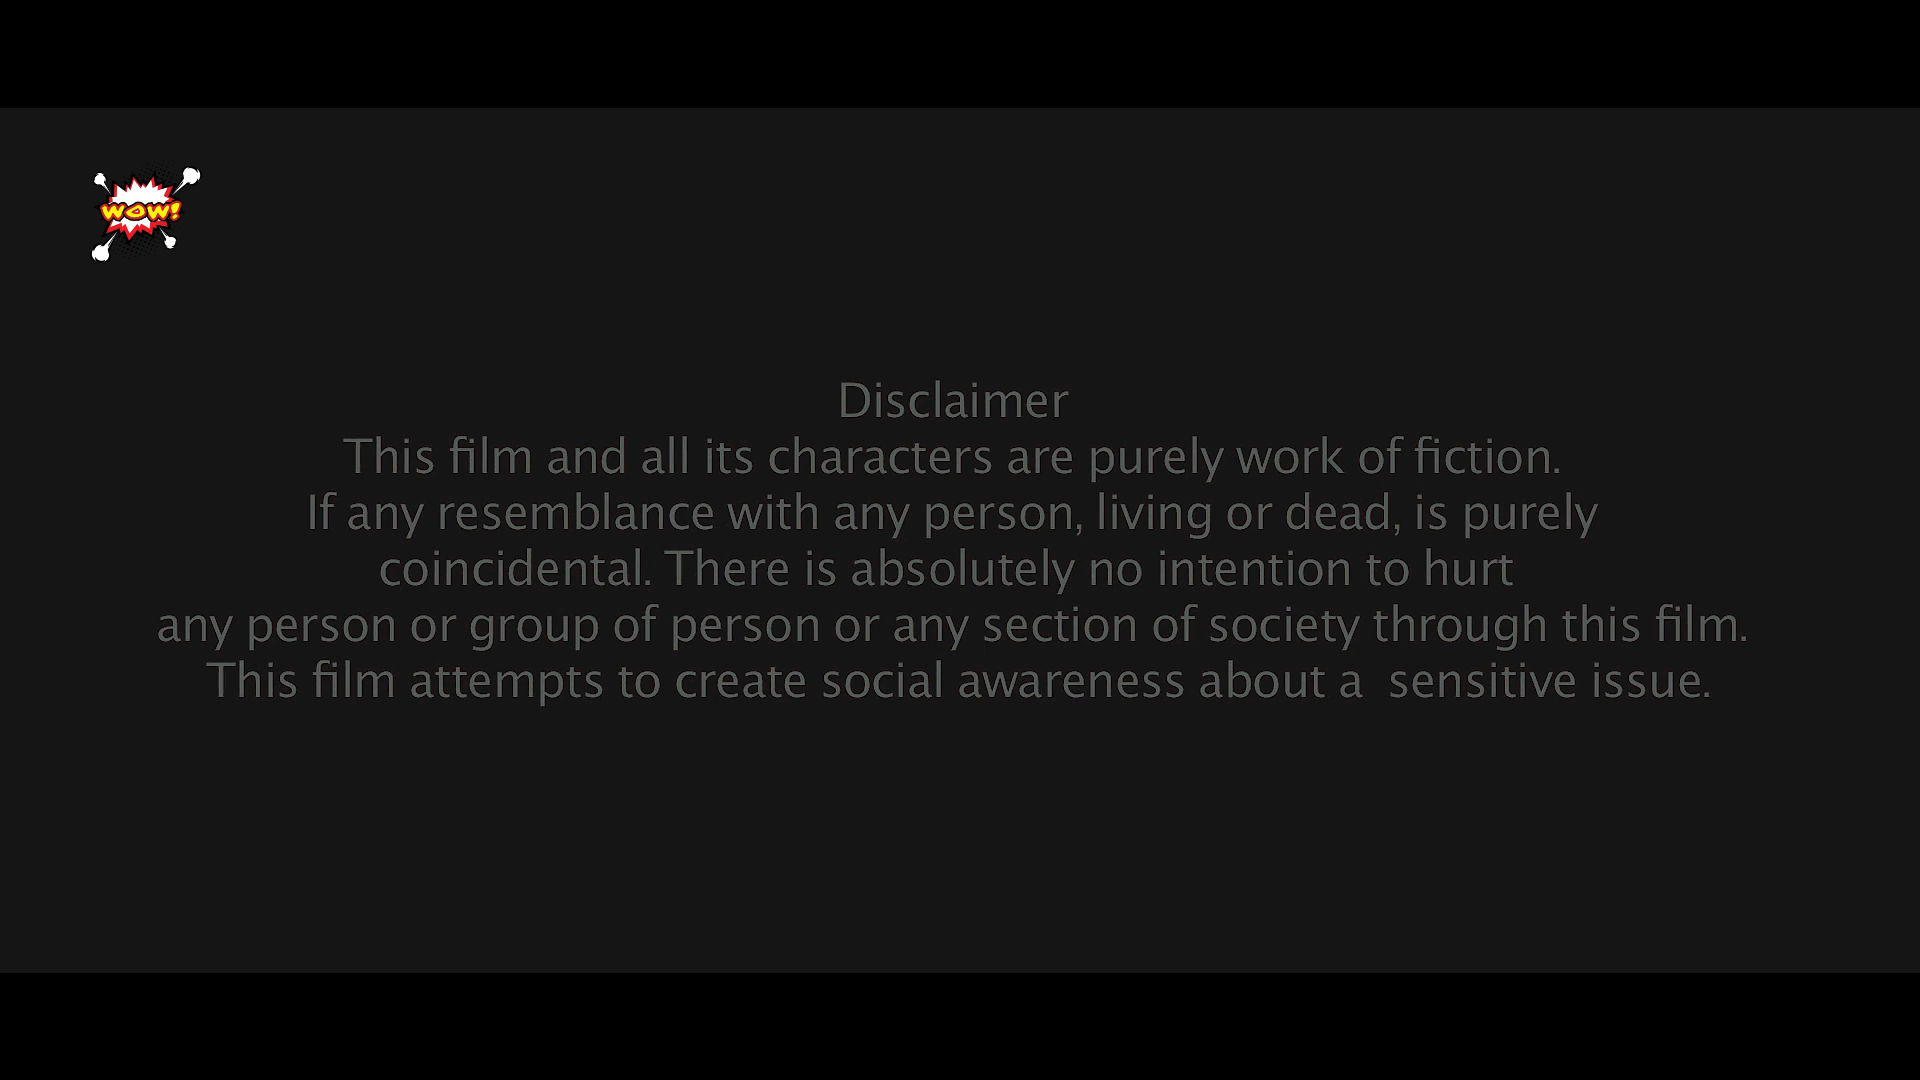 WOW!
Disclaimer
This film and all its characters are purely work of fiction.
If any resemblance with any person, living or dead, is purely
coincidental. There is absolutely no intention to hurt
any person or group of person or any section of society through this film.
This film attempts to create social awareness about a  sensitive issue.